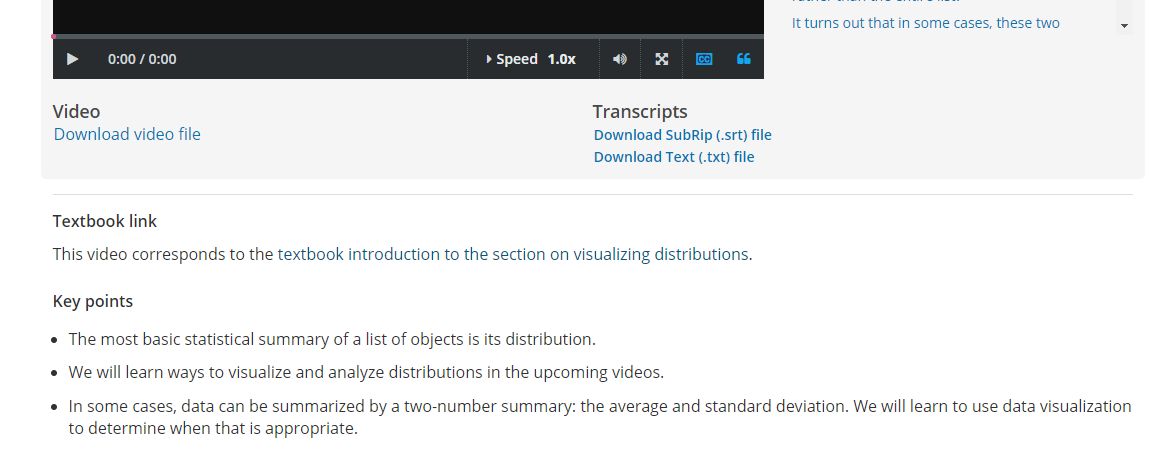 It turns out that in some cases, these two
0:00 / 0:00
Speed 1.0x
CC
Video
Download video file
Transcripts
Download SubRip (.srt) file
Download Text (.txt) file
Textbook link
This video corresponds to the textbook introduction to the section on visualizing distributions.
Key points
The most basic statistical summary of a list of objects is its distribution.
We will learn ways to visualize and analyze distributions in the upcoming videos.
In some cases, data can be summarized by a two-number summary: the average and standard deviation. We will learn to use data visualization
to determine when that is appropriate.